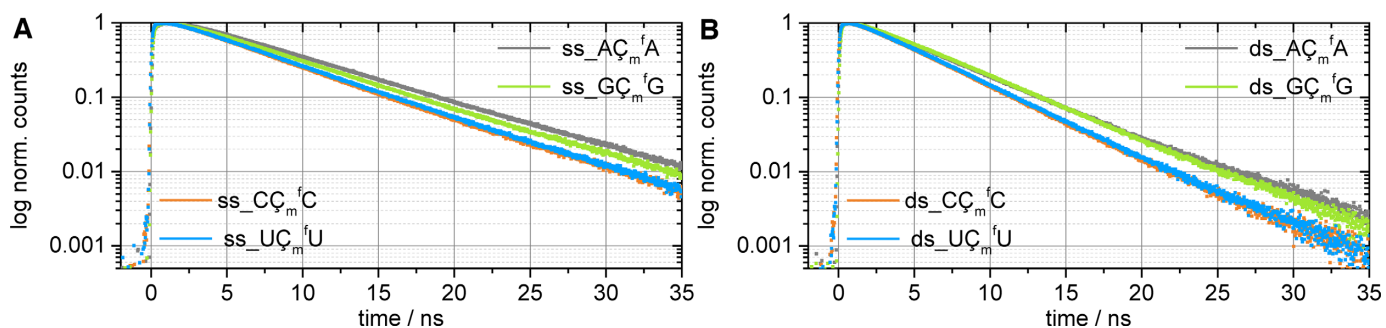 A
log norm. counts
1
0.1
0.01
0.001
ss_AÇₘᶠA
ss_GÇₘᶠG
ss_CÇₘᶠC
ss_UÇₘᶠU
0 5 10 15 20 25 30 35
time / ns
B
log norm. counts
1
0.1
0.01
0.001
ds_AÇₘᶠA
ds_GÇₘᶠG
ds_CÇₘᶠC
ds_UÇₘᶠU
0 5 10 15 20 25 30 35
time / ns